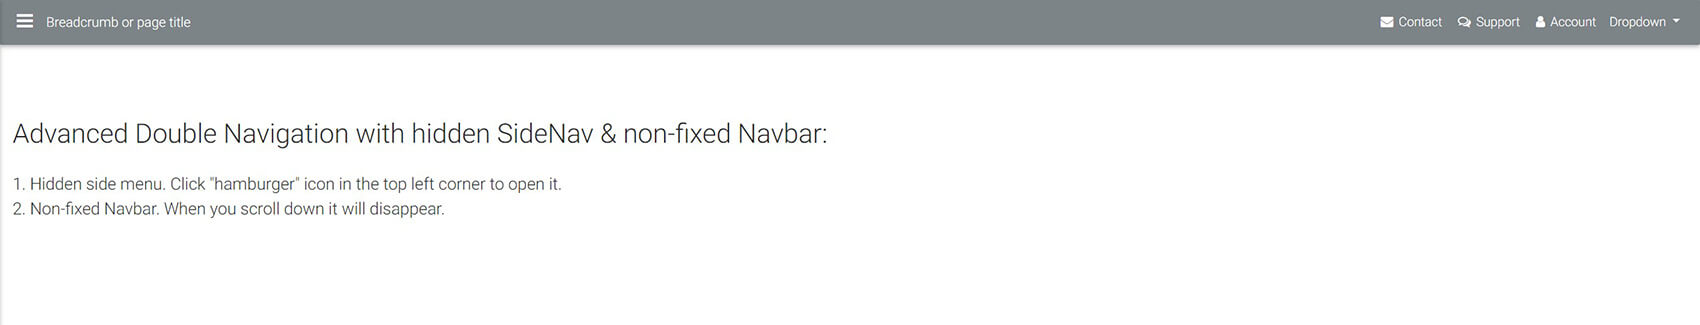 Breadcrumb or page title Contact Support Account Dropdown
Advanced Double Navigation with hidden SideNav & non-fixed Navbar:
1. Hidden side menu. Click "hamburger" icon in the top left corner to open it.
2. Non-fixed Navbar. When you scroll down it will disappear.